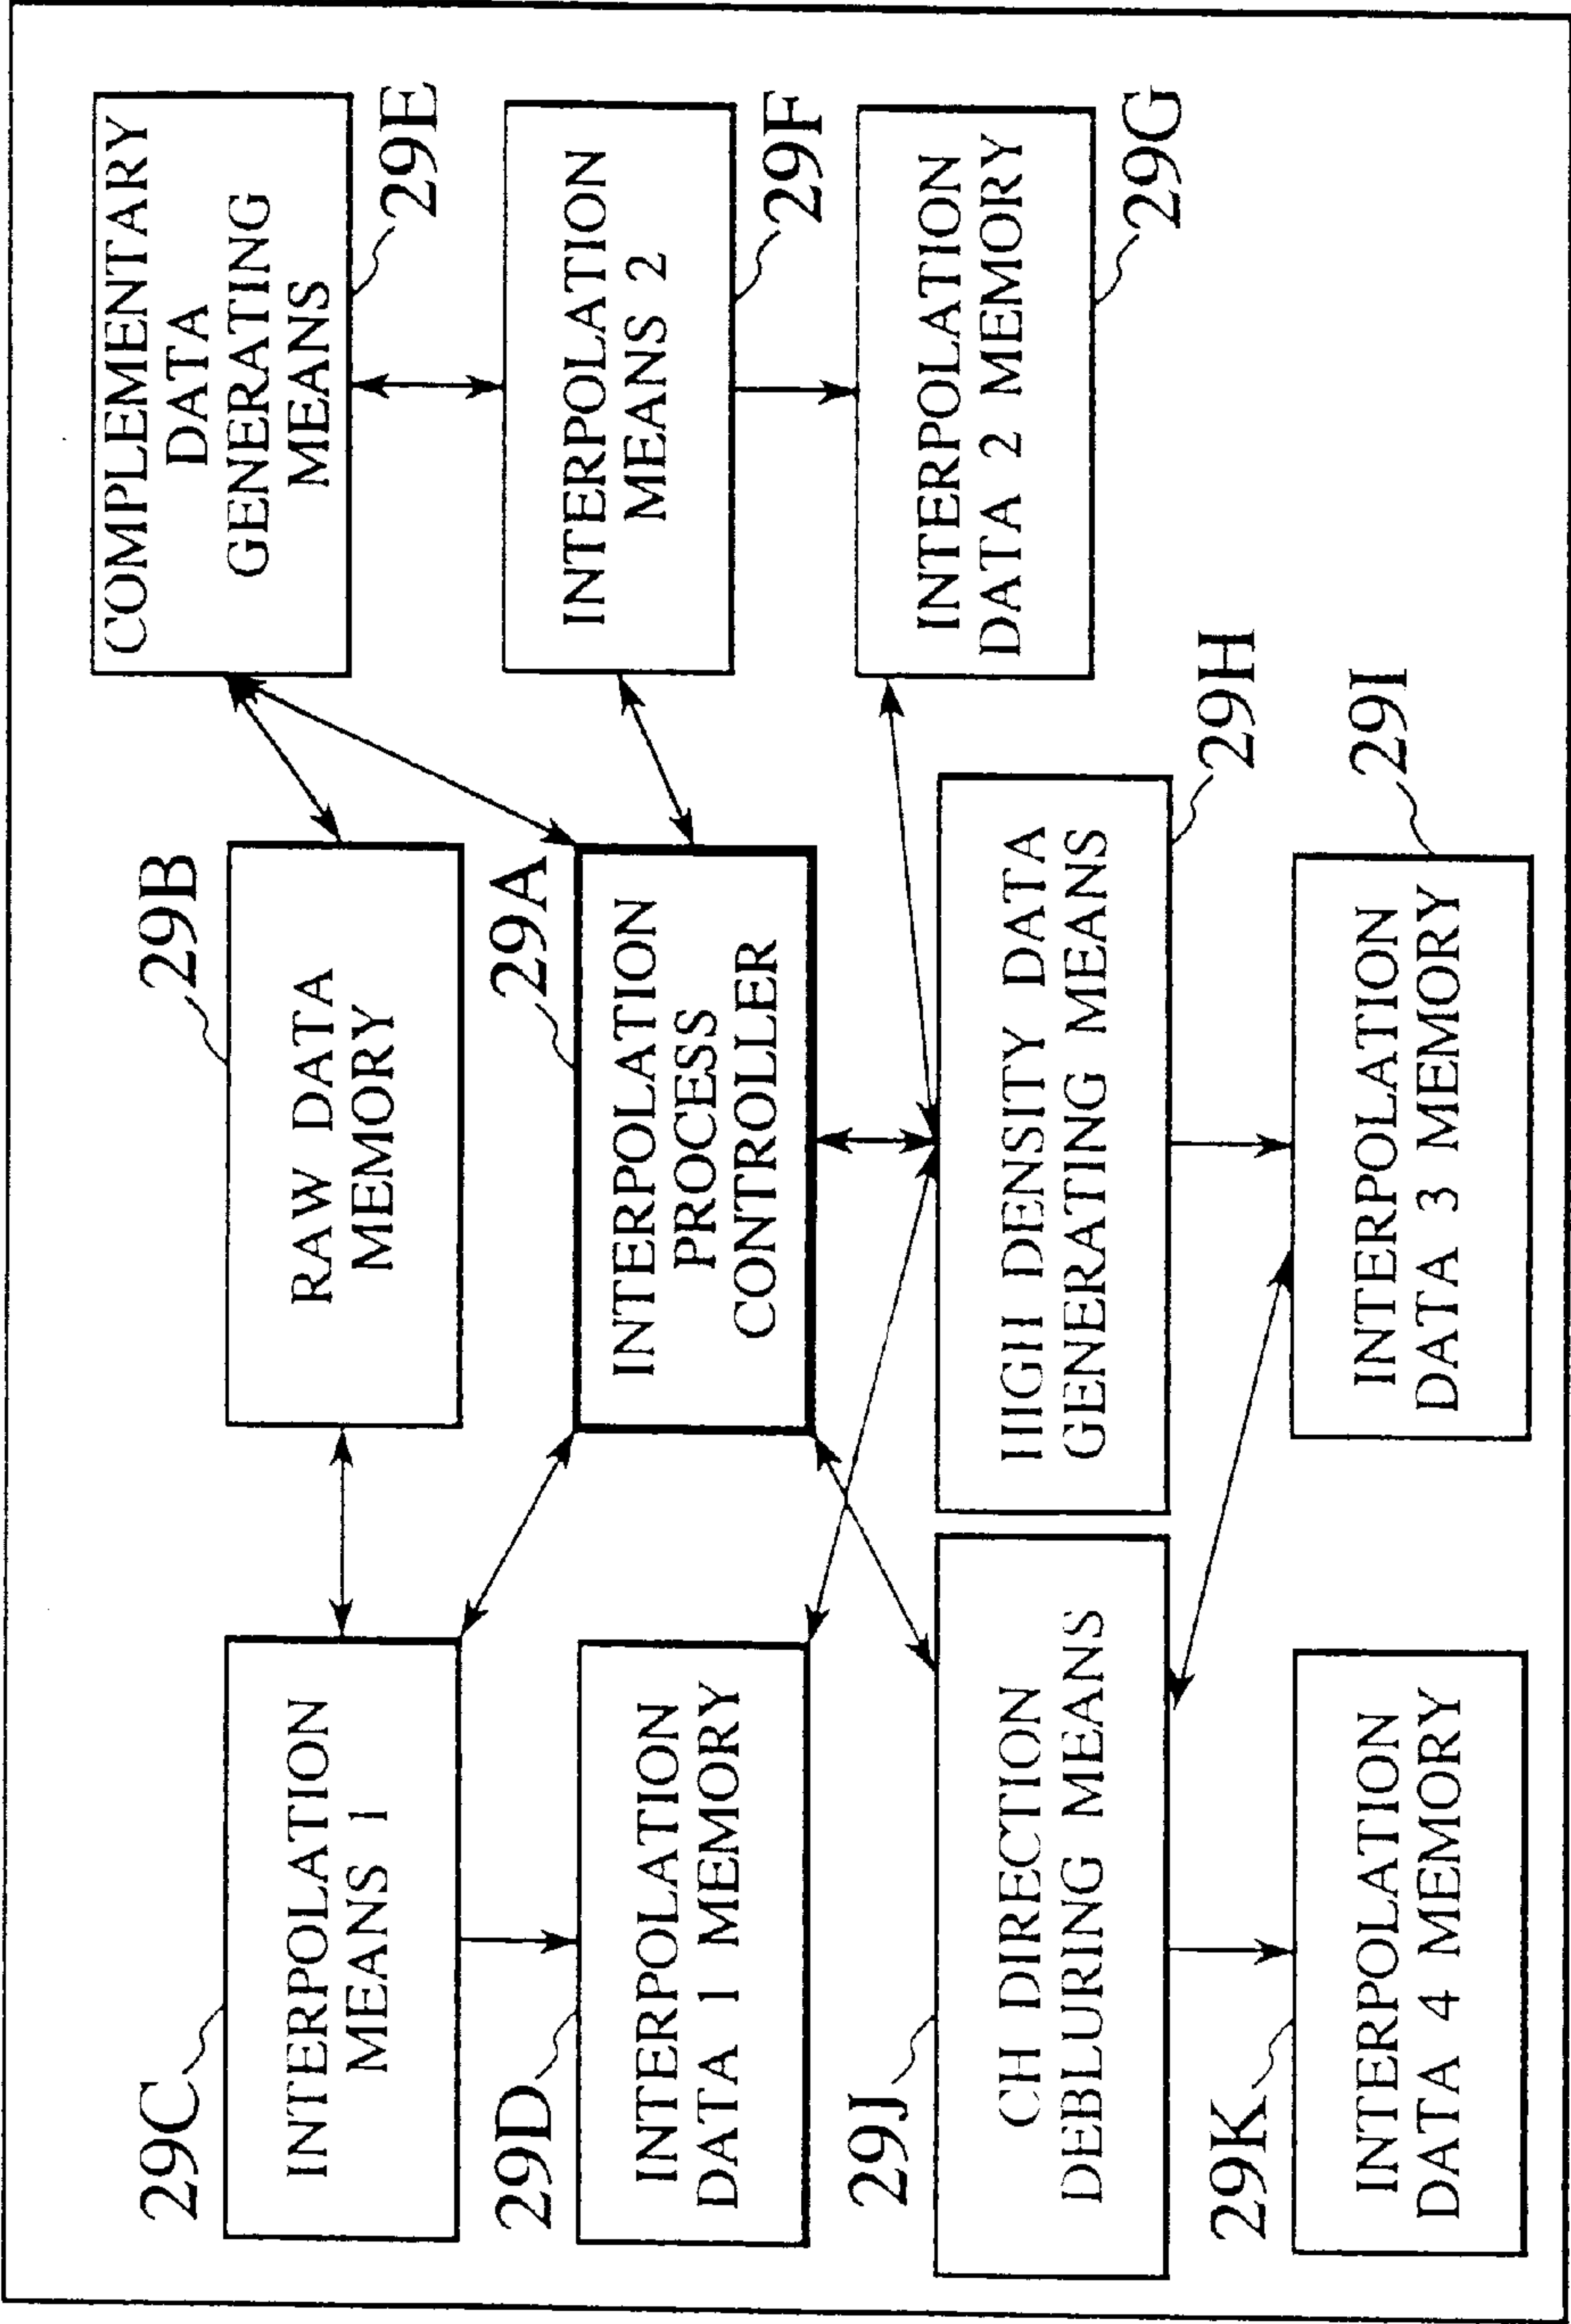 29C
INTERPOLATION
MEANS 1
29B
RAW DATA
MEMORY
COMPLEMENTARY
DATA
GENERATING
MEANS
29E
29D
INTERPOLATION
DATA 1 MEMORY
29A
INTERPOLATION
PROCESS
CONTROLLER
INTERPOLATION
MEANS 2
29F
29J
CH DIRECTION
DEBLURING MEANS
HIGH DENSITY DATA
GENERATING MEANS
29H
INTERPOLATION
DATA 2 MEMORY
29G
29K
INTERPOLATION
DATA 4 MEMORY
INTERPOLATION
DATA 3 MEMORY
29I